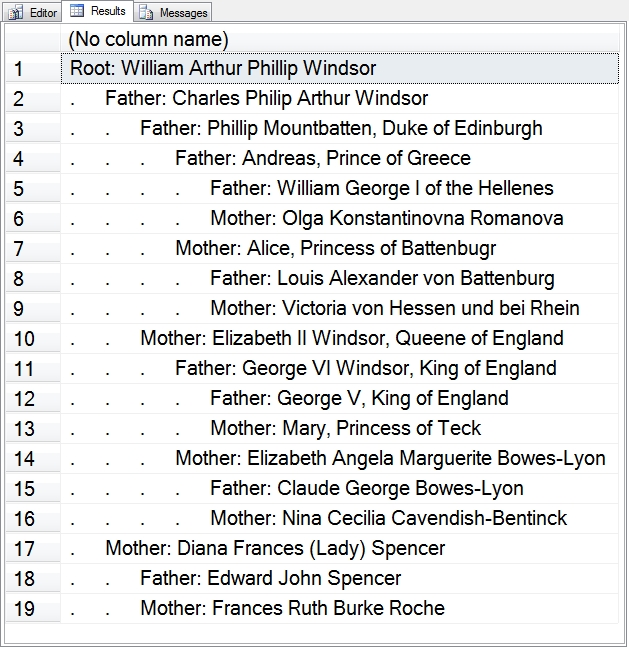 Editor Results Messages
(No column name)
1 Root: William Arthur Phillip Windsor
2 . Father: Charles Philip Arthur Windsor
3 . . Father: Phillip Mountbatten, Duke of Edinburgh
4 . . . Father: Andreas, Prince of Greece
5 . . . . Father: William George I of the Hellenes
6 . . . . Mother: Olga Konstantinovna Romanova
7 . . . Mother: Alice, Princess of Battenbugr
8 . . . . Father: Louis Alexander von Battenburg
9 . . . . Mother: Victoria von Hessen und bei Rhein
10 . . Mother: Elizabeth II Windsor, Queene of England
11 . . . Father: George VI Windsor, King of England
12 . . . . Father: George V, King of England
13 . . . . Mother: Mary, Princess of Teck
14 . . . Mother: Elizabeth Angela Marguerite Bowes-Lyon
15 . . . . Father: Claude George Bowes-Lyon
16 . . . . Mother: Nina Cecilia Cavendish-Bentinck
17 . Mother: Diana Frances (Lady) Spencer
18 . . Father: Edward John Spencer
19 . . Mother: Frances Ruth Burke Roche